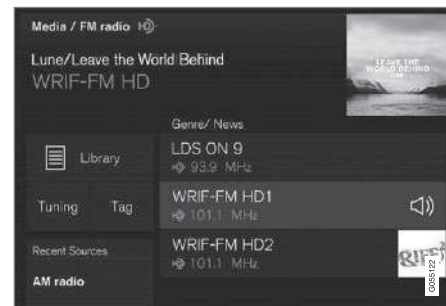 Media / FM radio HD
Lune/Leave the World Behind
WRIF-FM HD
LEAVE THE
WORLD BEHIND
Genre/ News
Library
LDS ON 9
93.9 MHz
Tuning
Tag
WRIF-FM HD1
101.1 MHz
Recent Sources
WRIF-FM HD2
101.1 MHz
RIFF
AM radio
G055122